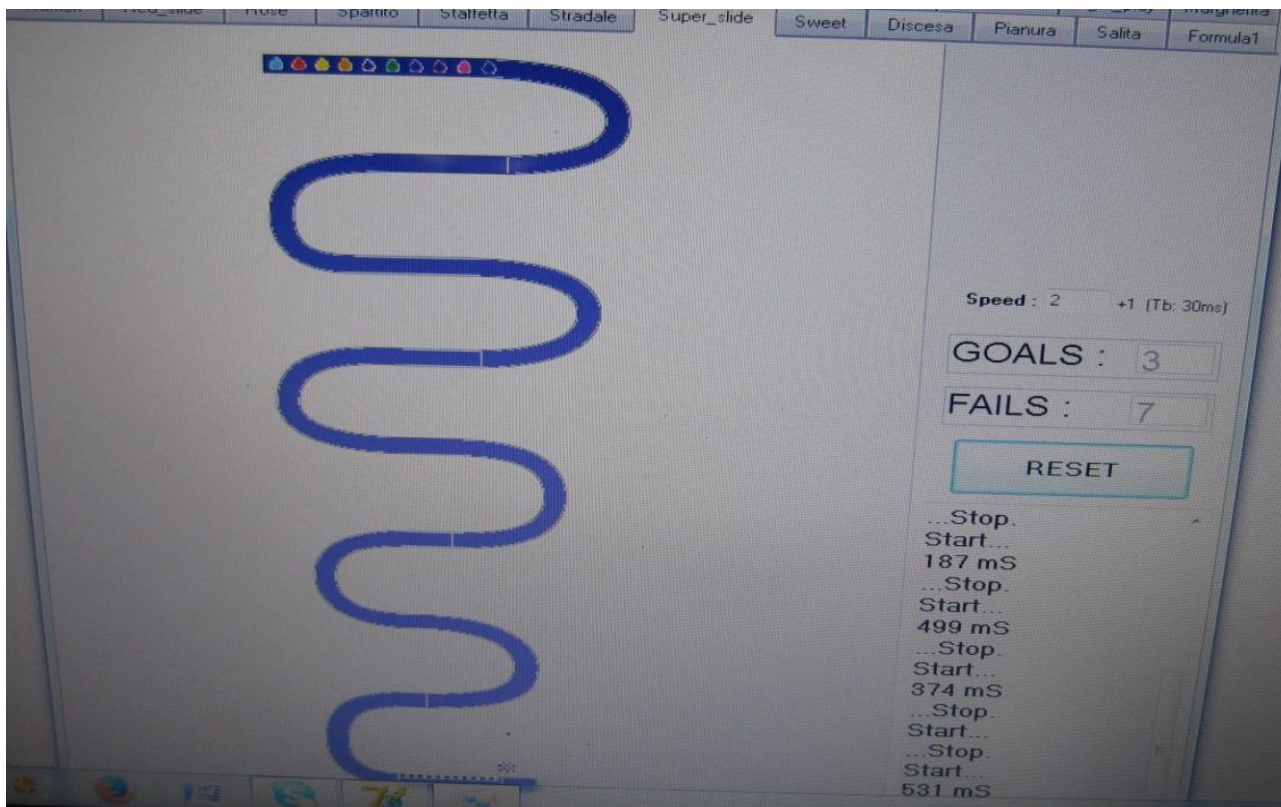 Rose
Spartito
Staffetta
Stradale
Super_slide
Sweet
Discesa
Pianura
Salita
Formula1
Speed : 2 +1 (Tb: 30ms)
GOALS : 3
FAILS : 7
RESET
...Stop.
Start...
187 mS
...Stop.
Start...
499 mS
...Stop.
Start...
374 mS
...Stop.
Start...
...Stop.
Start...
531 mS